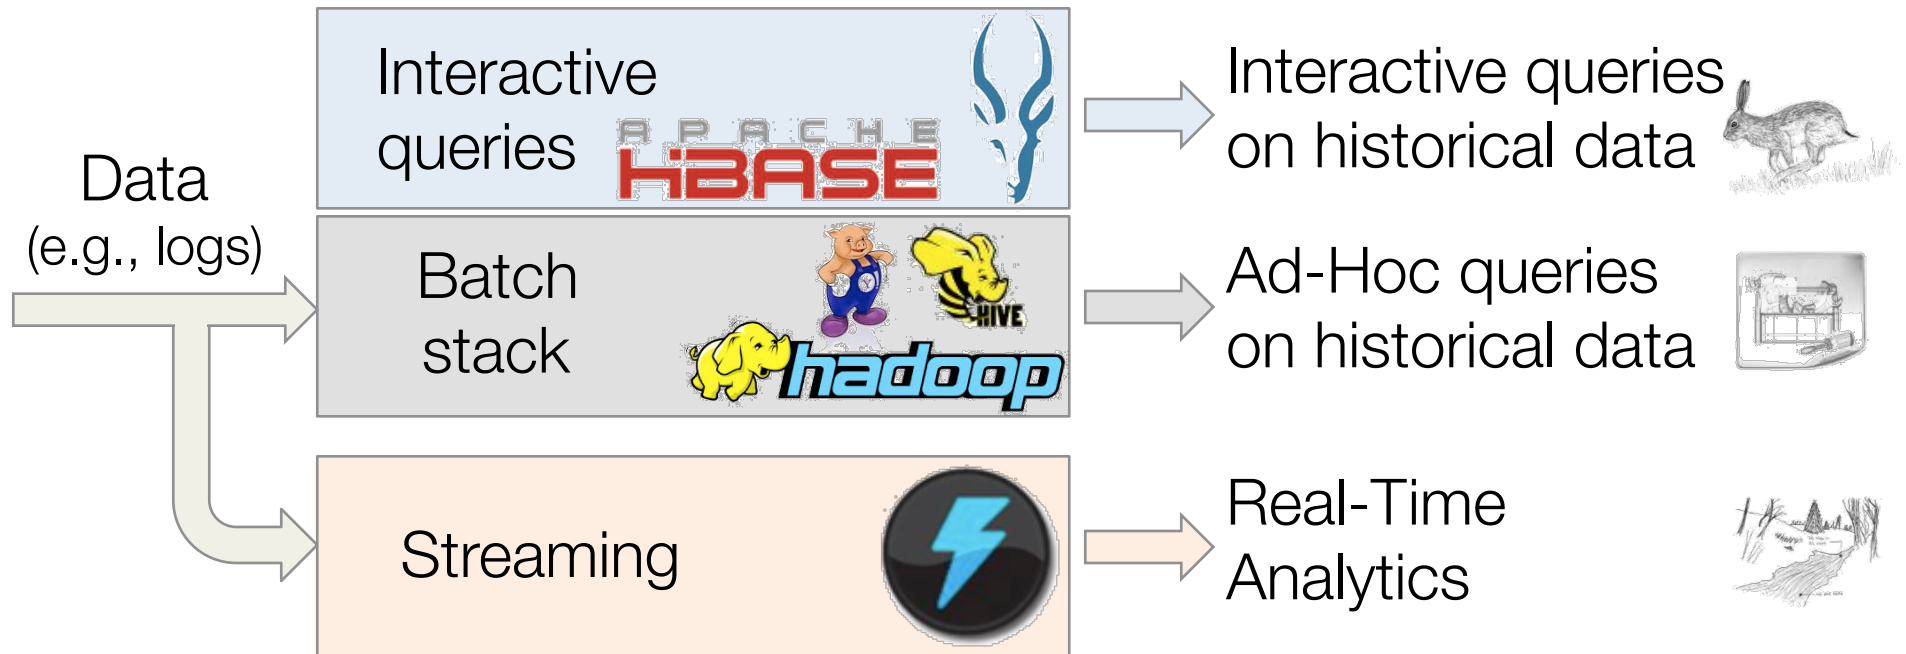 Data
(e.g., logs)
Interactive
queries
APACHE
HBASE
Interactive queries
on historical data
Batch
stack
HIVE
hadoop
Ad-Hoc queries
on historical data
Streaming
Real-Time
Analytics